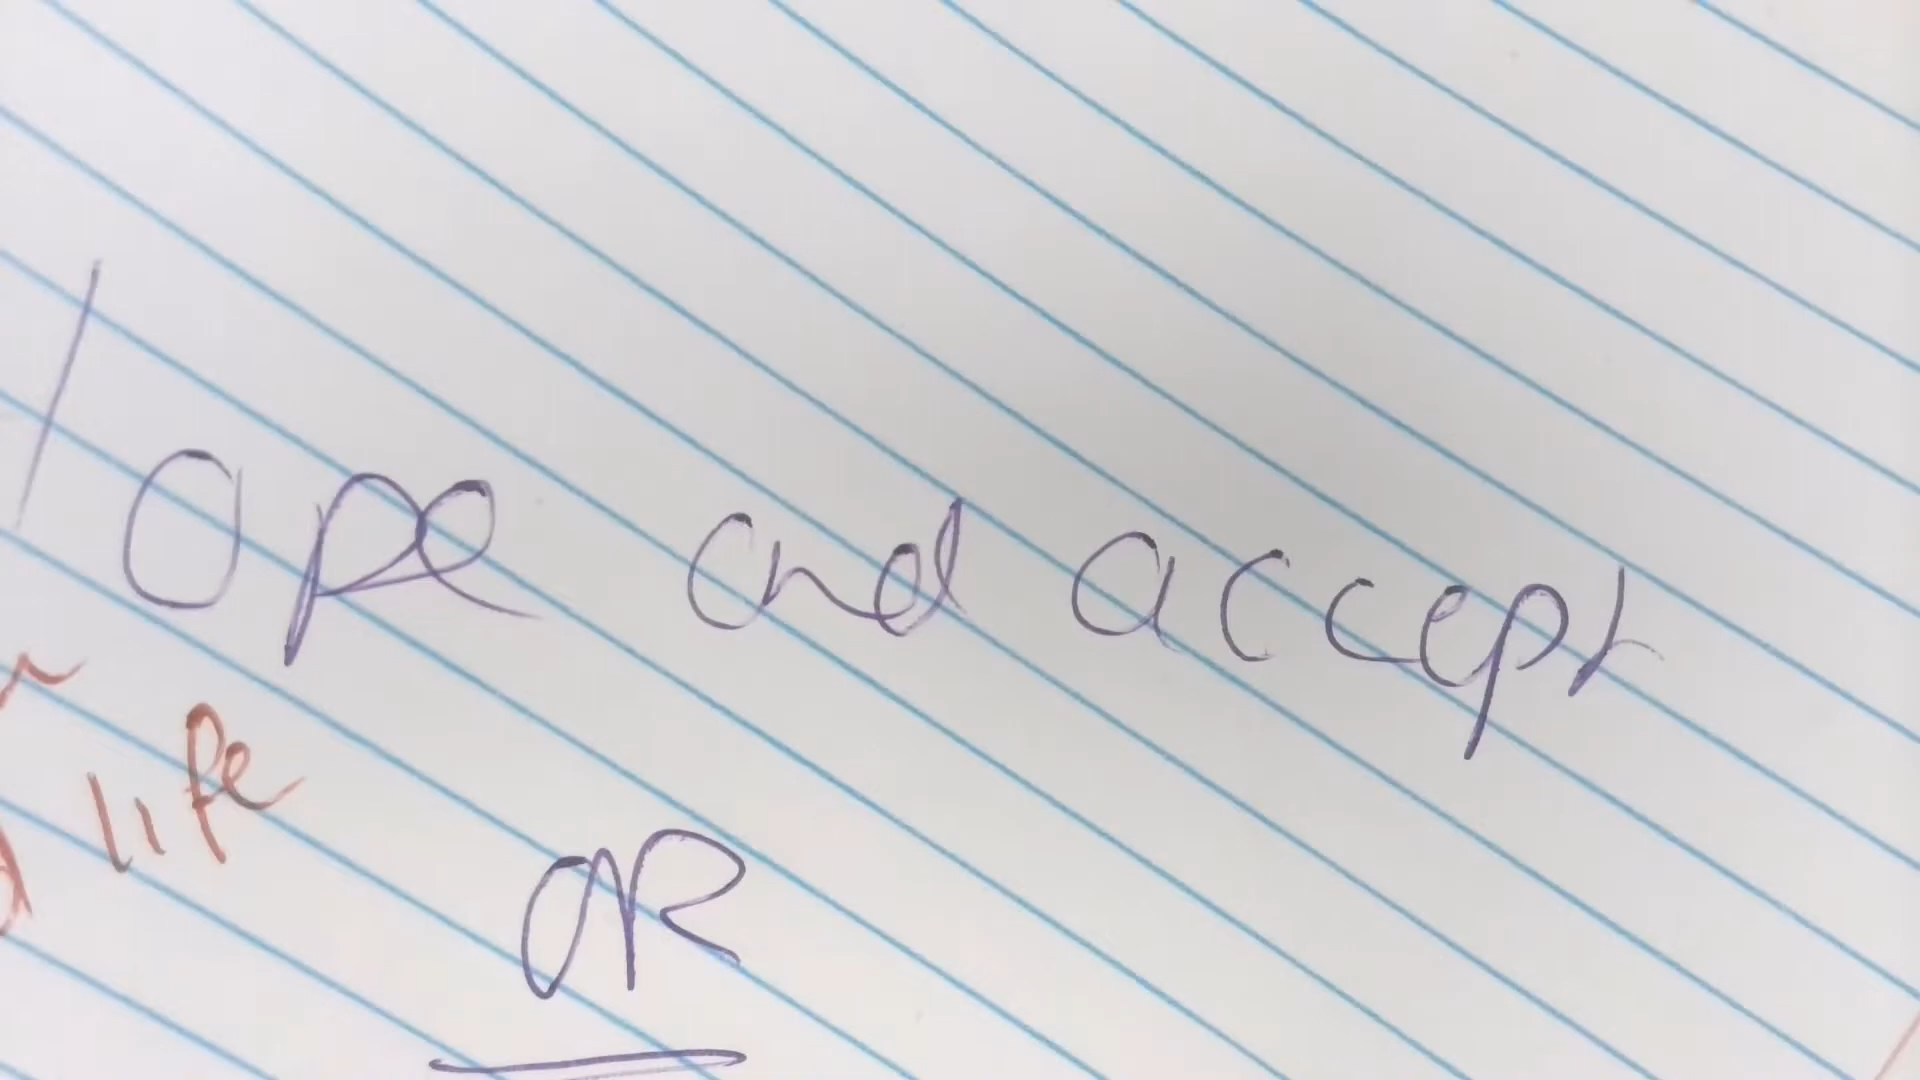 ope and accept
life
OR